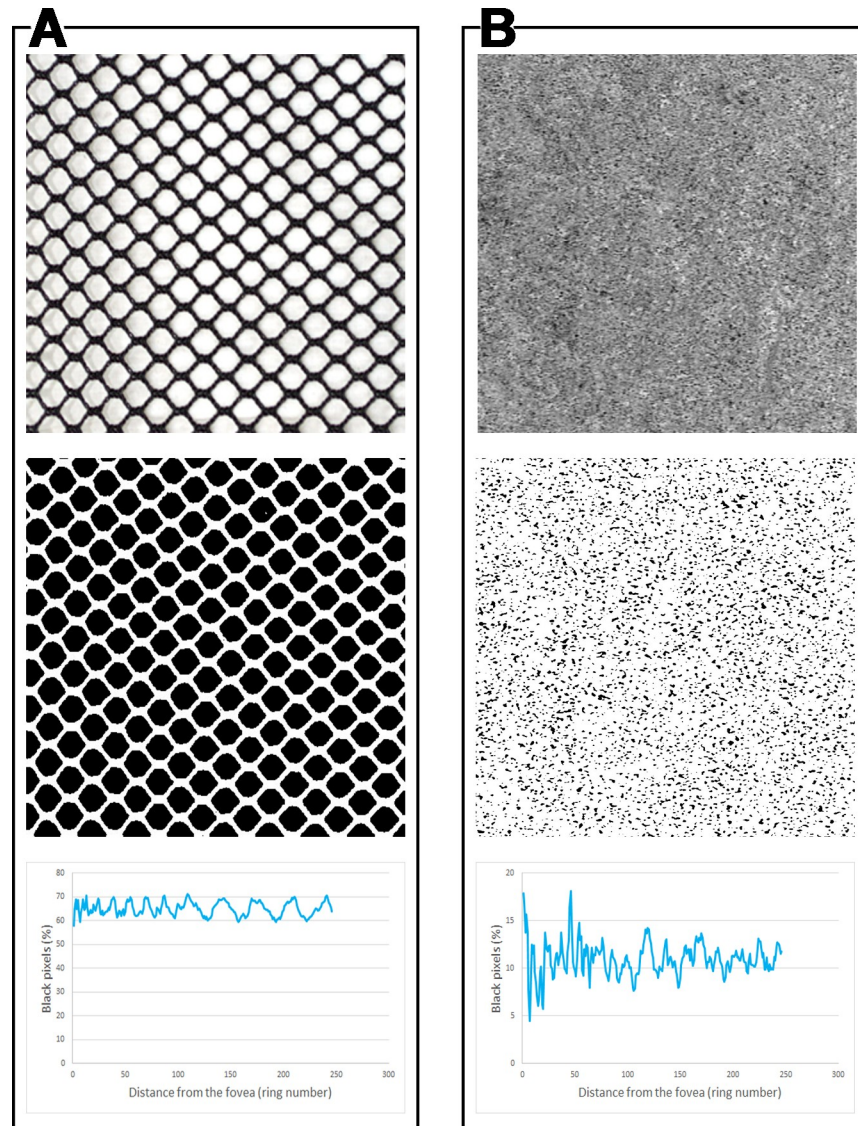 A
B
80
70
60
50
40
30
20
10
0
Black pixels (%)
0 50 100 150 200 250 300
Distance from the fovea (ring number)
20
15
10
5
0
Black pixels (%)
0 50 100 150 200 250 300
Distance from the fovea (ring number)